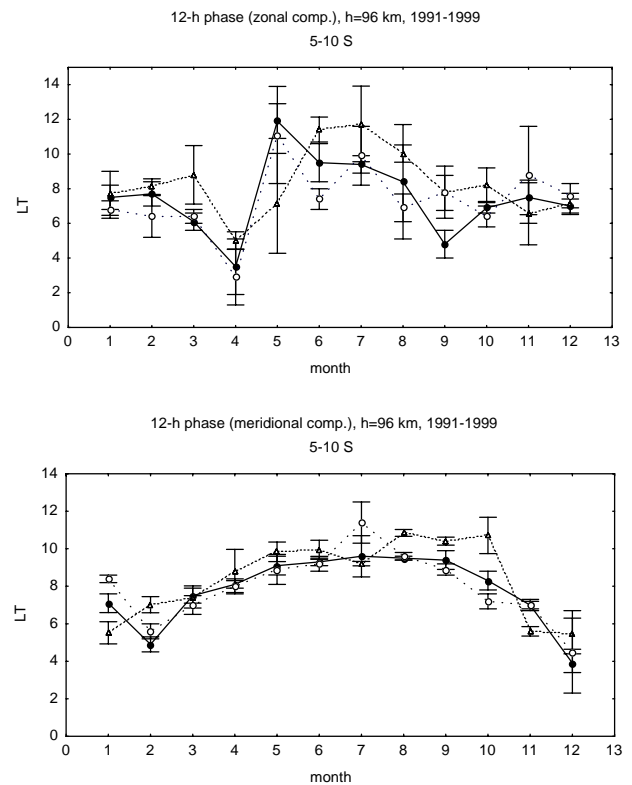 12-h phase (zonal comp.), h=96 km, 1991-1999
5-10 S
14
12
10
8
6
4
2
0
LT
0 1 2 3 4 5 6 7 8 9 10 11 12 13
month
12-h phase (meridional comp.), h=96 km, 1991-1999
5-10 S
14
12
10
8
6
4
2
0
LT
0 1 2 3 4 5 6 7 8 9 10 11 12 13
month